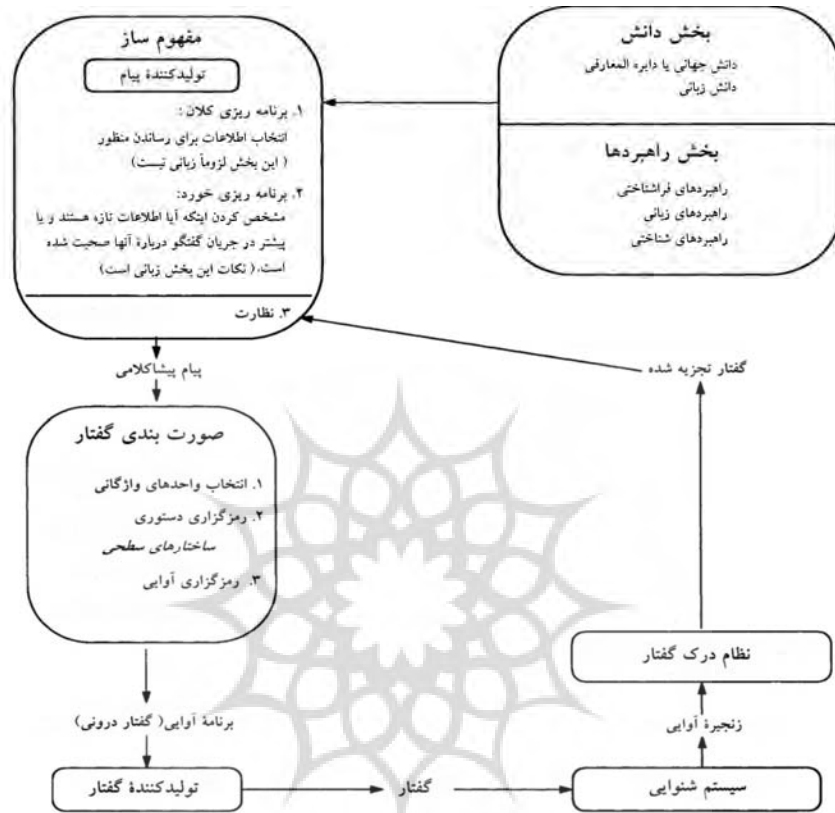 بخش دانش
دانش جهانی یا دایره المعارفی
دانش زبانی
بخش راهبردها
راهبردهای فراشناختی
راهبردهای زبانی
راهبردهای شناختی
مفهوم ساز
تولیدکنندهٔ پیام
۱. برنامه ریزی کلان :
انتخاب اطلاعات برای رساندن منظور
( این بخش لزوماً زبانی نیست)
۲. برنامه ریزی خورد:
مشخص کردن اینکه آیا اطلاعات تازه هستند و یا
پیشتر در جریان گفتگو دربارهٔ آنها صحبت شده
است. ( نکات این بخش زبانی است)
۳. نظارت
پیام پیشاکلامی
صورت بندی گفتار
۱. انتخاب واحدهای واژگانی
۲. رمزگزاری دستوری
ساختارهای سطحی
۳. رمزگزاری آوایی
برنامهٔ آوایی( گفتار درونی)
تولیدکنندهٔ گفتار
گفتار
سیستم شنوایی
زنجیرهٔ آوایی
نظام درک گفتار
گفتار تجزیه شده